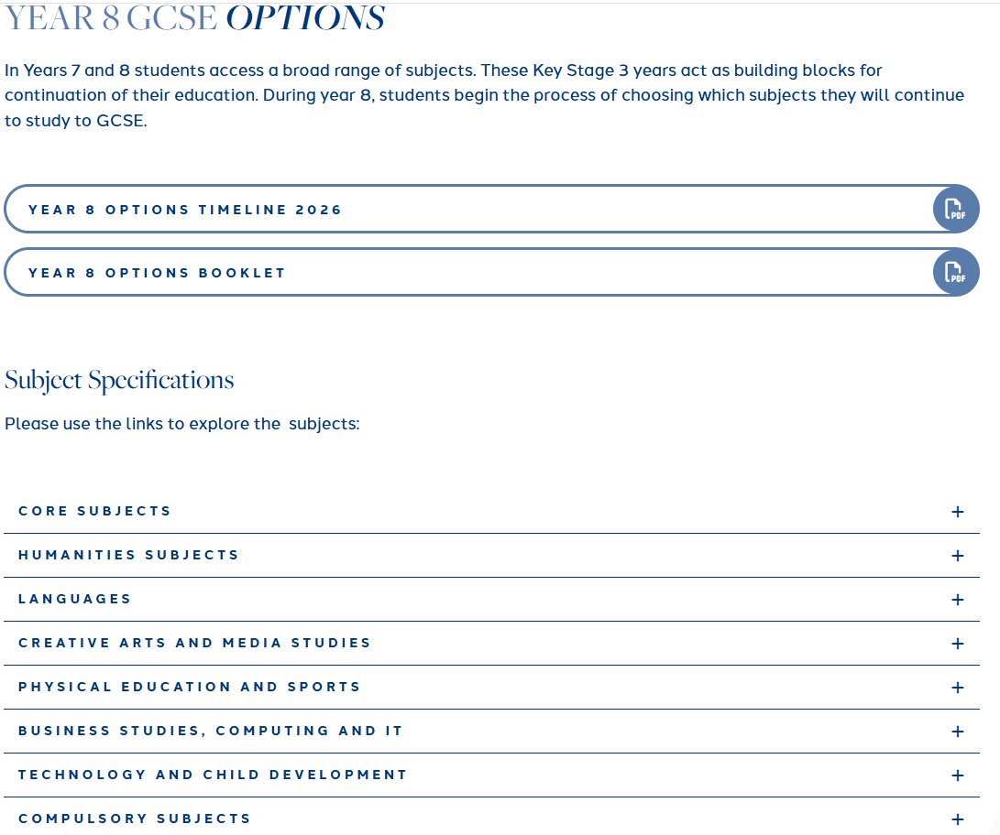 YEAR 8 GCSE OPTIONS
In Years 7 and 8 students access a broad range of subjects. These Key Stage 3 years act as building blocks for
continuation of their education. During year 8, students begin the process of choosing which subjects they will continue
to study to GCSE.
YEAR 8 OPTIONS TIMELINE 2026
PDF
YEAR 8 OPTIONS BOOKLET
PDF
Subject Specifications
Please use the links to explore the  subjects:
CORE SUBJECTS +
HUMANITIES SUBJECTS +
LANGUAGES +
CREATIVE ARTS AND MEDIA STUDIES +
PHYSICAL EDUCATION AND SPORTS +
BUSINESS STUDIES, COMPUTING AND IT +
TECHNOLOGY AND CHILD DEVELOPMENT +
COMPULSORY SUBJECTS +